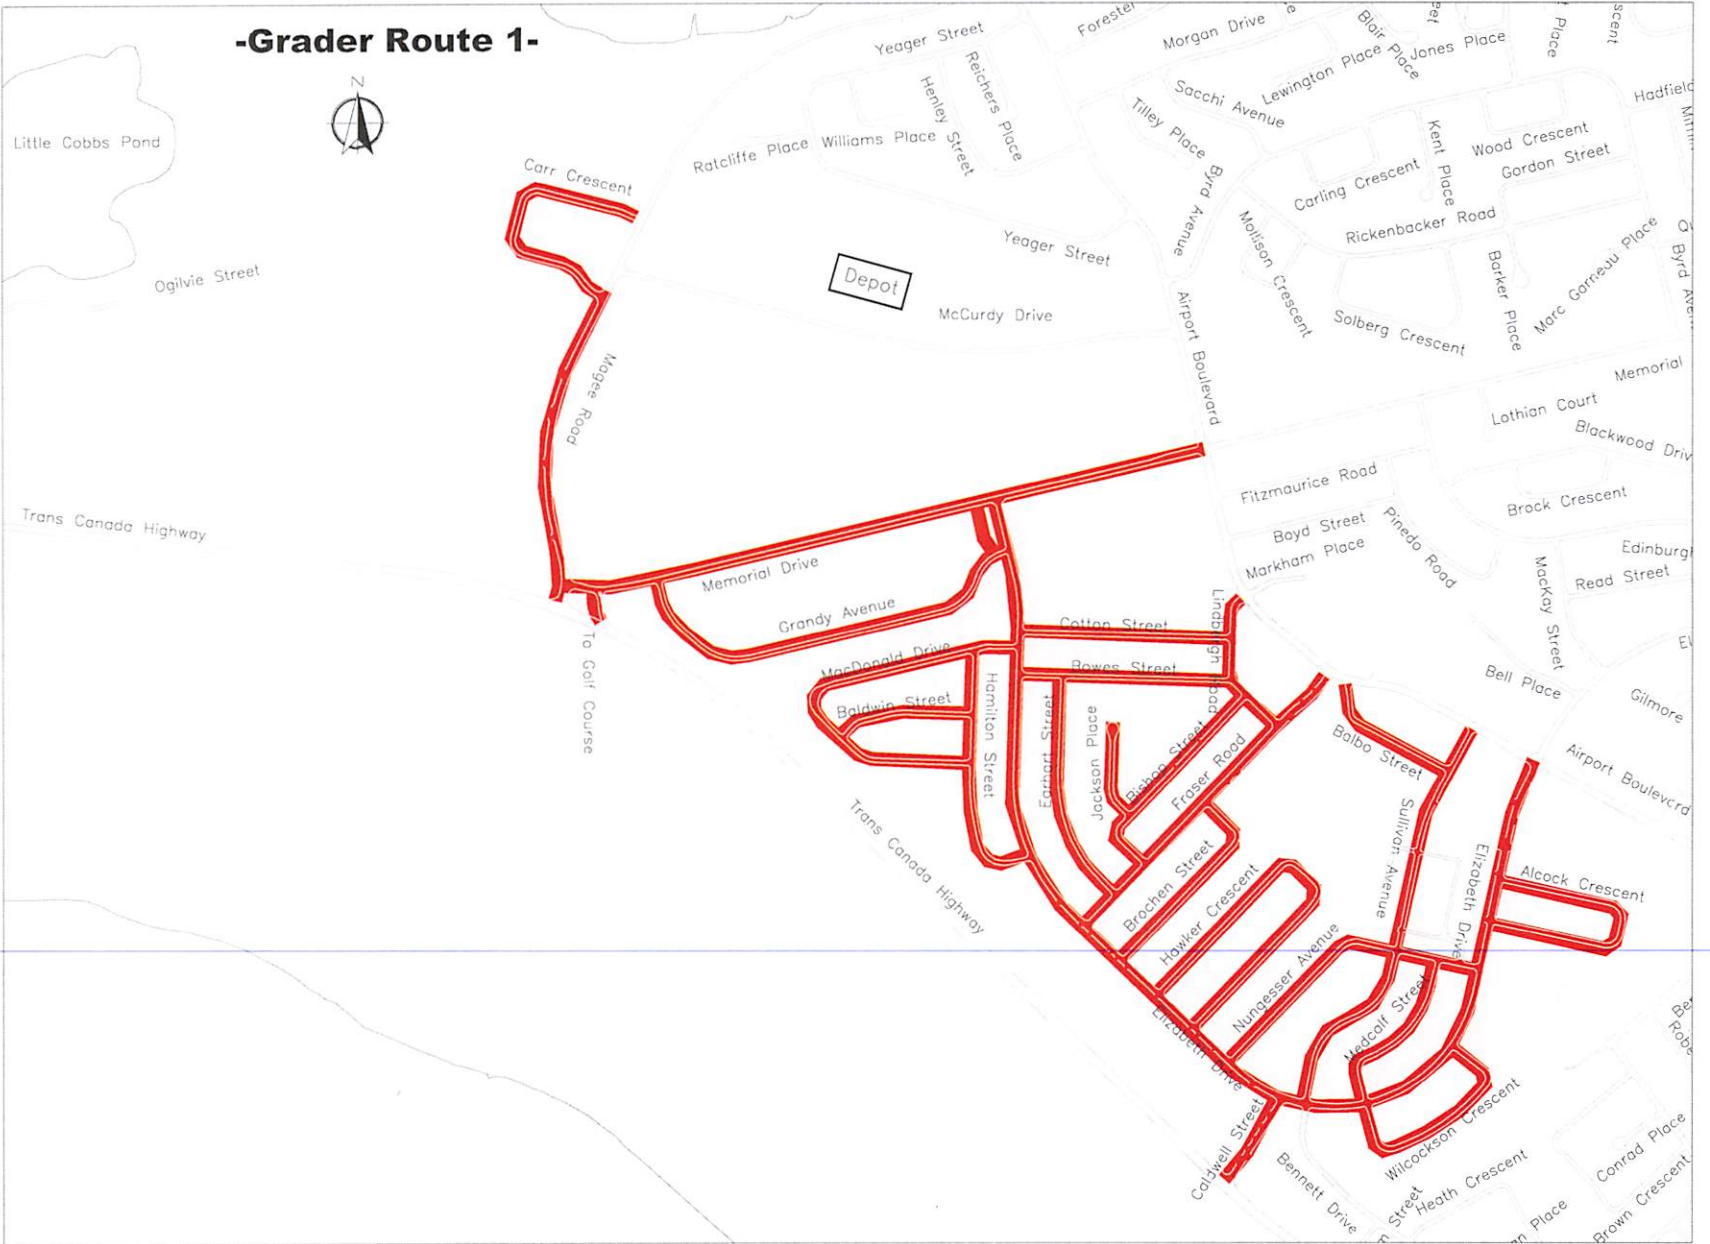 -Grader Route 1-
N
Little Cobbs Pond
Ogilvie Street
Trans Canada Highway
Carr Crescent
Magee Road
Ratcliffe Place
Williams Place
Yeager Street
Henley Street
Reichers Place
Forester
Morgan Drive
Blair Place
Jones Place
Lewington Place
Sacchi Avenue
Tilley Place
Byrd Avenue
Hadfield
Kent Place
Wood Crescent
Gordon Street
Carling Crescent
Rickenbacker Road
Mollison Crescent
Solberg Crescent
Barker Place
Marc Garneau Place
Place
Yeager Street
Depot
McCurdy Drive
Airport Boulevard
Memorial
Lothian Court
Blackwood Driv
Fitzmaurice Road
Boyd Street
Markham Place
Pinedo Road
Brock Crescent
Read Street
MacKay Street
Bell Place
Gilmore
Airport Boulevard
Memorial Drive
Grandy Avenue
To Golf Course
MacDonald Drive
Baldwin Street
Hamilton Street
Cotton Street
Bowes Street
Lindbergh Road
Earhart Street
Jackson Place
Bishop Street
Fraser Road
Balbo Street
Sullivan Avenue
Elizabeth Drive
Alcock Crescent
Brochen Street
Hawker Crescent
Nungesser Avenue
Medcalf Street
Elizabeth Drive
Trans Canada Highway
Caldwell Street
Wilcockson Crescent
Bennett Drive
Heath Crescent
Street
Conrad Place
Brown Crescent
Place